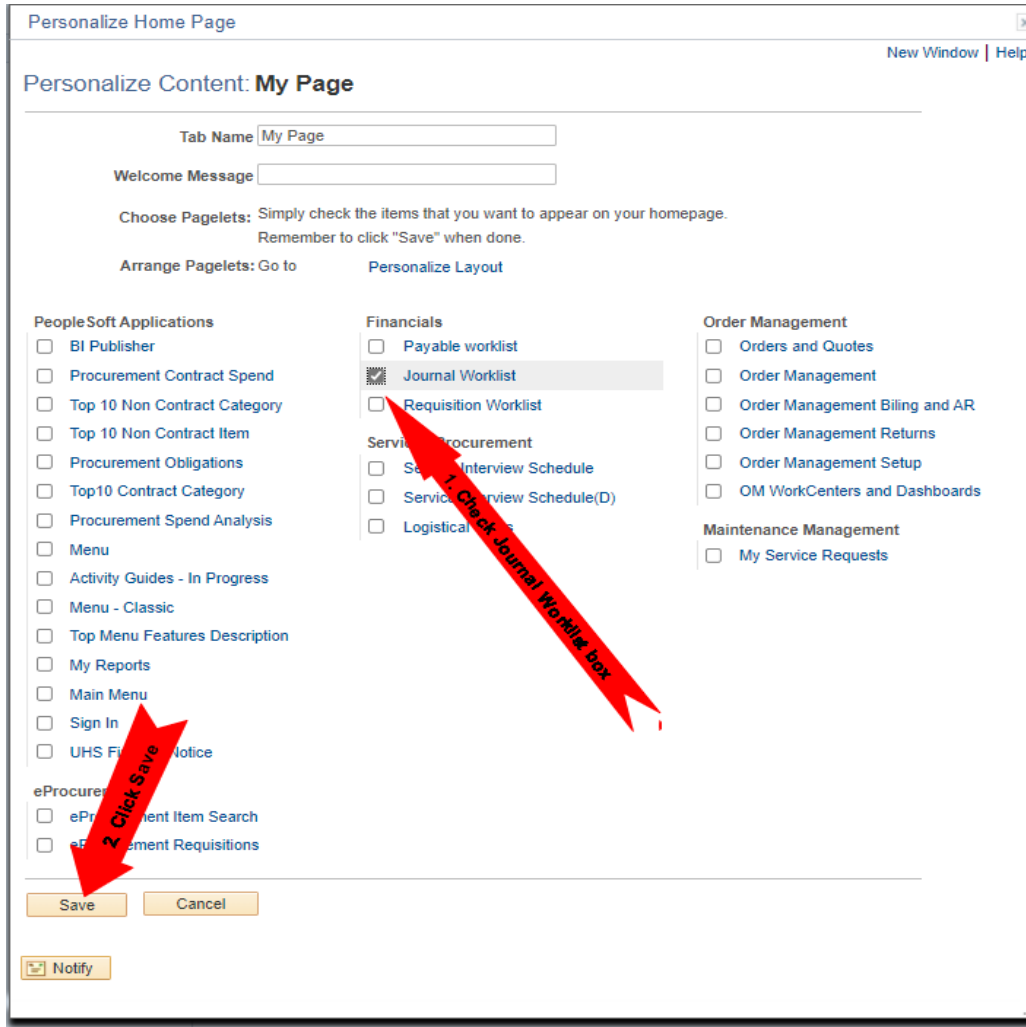 Personalize Home Page
New Window | Help
Personalize Content: My Page
Tab Name My Page
Welcome Message
Choose Pagelets: Simply check the items that you want to appear on your homepage.
Remember to click "Save" when done.
Arrange Pagelets: Go to Personalize Layout
PeopleSoft Applications
BI Publisher
Procurement Contract Spend
Top 10 Non Contract Category
Top 10 Non Contract Item
Procurement Obligations
Top10 Contract Category
Procurement Spend Analysis
Menu
Activity Guides - In Progress
Menu - Classic
Top Menu Features Description
My Reports
Main Menu
Sign In
UHS Notice
eProcurement Item Search
Requisitions
Financials
Payable worklist
Journal Worklist
Requisition Worklist
Procurement
Interview Schedule
Schedule(D)
Logistical
Order Management
Orders and Quotes
Order Management
Order Management Biling and AR
Order Management Returns
Order Management Setup
OM WorkCenters and Dashboards
Maintenance Management
My Service Requests
1. Check Journal Worklist box
2. Click Save
Save Cancel
Notify